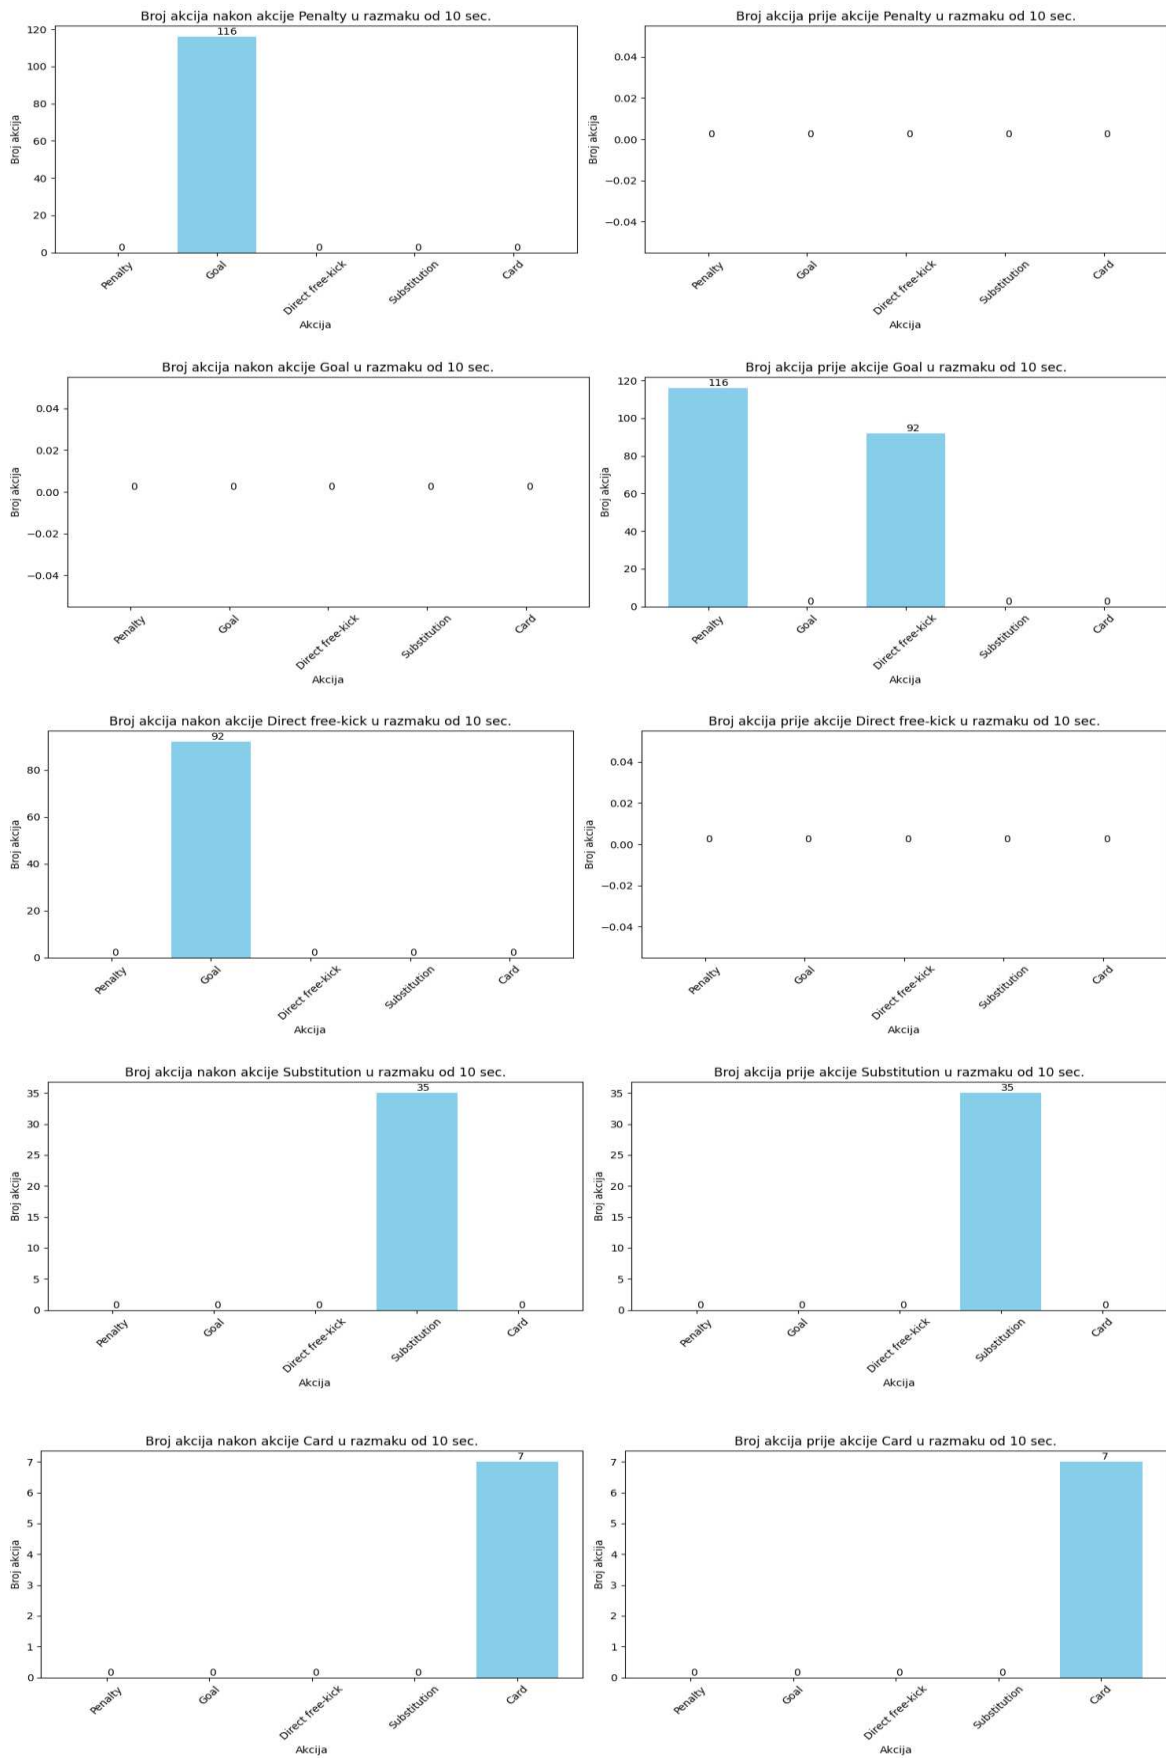 Broj akcija nakon akcije Penalty u razmaku od 10 sec.
120
100
80
60
40
20
0
Broj akcija
116
0
0
0
0
Penalty
Goal
Direct free-kick
Substitution
Card
Akcija
Broj akcija prije akcije Penalty u razmaku od 10 sec.
0.04
0.02
0.00
−0.02
−0.04
Broj akcija
0
0
0
0
0
Penalty
Goal
Direct free-kick
Substitution
Card
Akcija
Broj akcija nakon akcije Goal u razmaku od 10 sec.
0.04
0.02
0.00
−0.02
−0.04
Broj akcija
0
0
0
0
0
Penalty
Goal
Direct free-kick
Substitution
Card
Akcija
Broj akcija prije akcije Goal u razmaku od 10 sec.
120
100
80
60
40
20
0
Broj akcija
116
0
92
0
0
Penalty
Goal
Direct free-kick
Substitution
Card
Akcija
Broj akcija nakon akcije Direct free-kick u razmaku od 10 sec.
80
60
40
20
0
Broj akcija
0
92
0
0
0
Penalty
Goal
Direct free-kick
Substitution
Card
Akcija
Broj akcija prije akcije Direct free-kick u razmaku od 10 sec.
0.04
0.02
0.00
−0.02
−0.04
Broj akcija
0
0
0
0
0
Penalty
Goal
Direct free-kick
Substitution
Card
Akcija
Broj akcija nakon akcije Substitution u razmaku od 10 sec.
35
30
25
20
15
10
5
0
Broj akcija
0
0
0
35
0
Penalty
Goal
Direct free-kick
Substitution
Card
Akcija
Broj akcija prije akcije Substitution u razmaku od 10 sec.
35
30
25
20
15
10
5
0
Broj akcija
0
0
0
35
0
Penalty
Goal
Direct free-kick
Substitution
Card
Akcija
Broj akcija nakon akcije Card u razmaku od 10 sec.
7
6
5
4
3
2
1
0
Broj akcija
0
0
0
0
7
Penalty
Goal
Direct free-kick
Substitution
Card
Akcija
Broj akcija prije akcije Card u razmaku od 10 sec.
7
6
5
4
3
2
1
0
Broj akcija
0
0
0
0
7
Penalty
Goal
Direct free-kick
Substitution
Card
Akcija